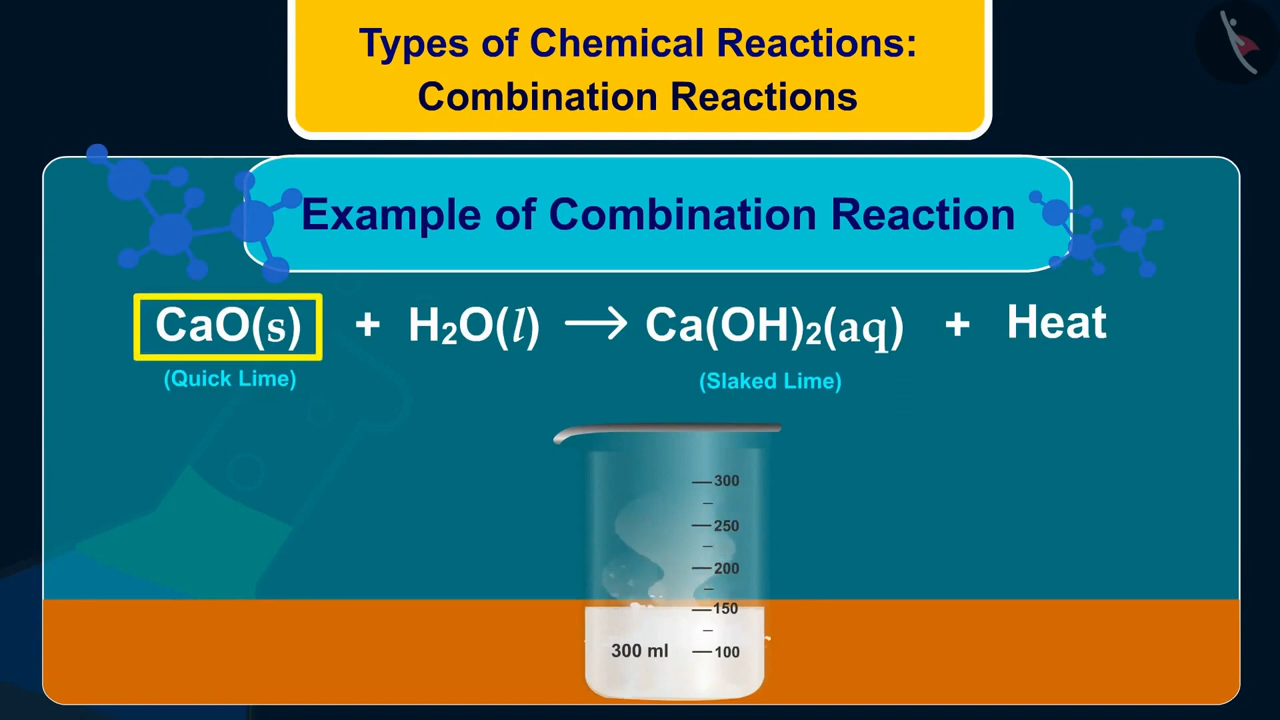 Types of Chemical Reactions:
Combination Reactions
Example of Combination Reaction
CaO(s) + H₂O(l) → Ca(OH)₂(aq) + Heat
(Quick Lime) (Slaked Lime)
300
250
200
150
300 ml 100